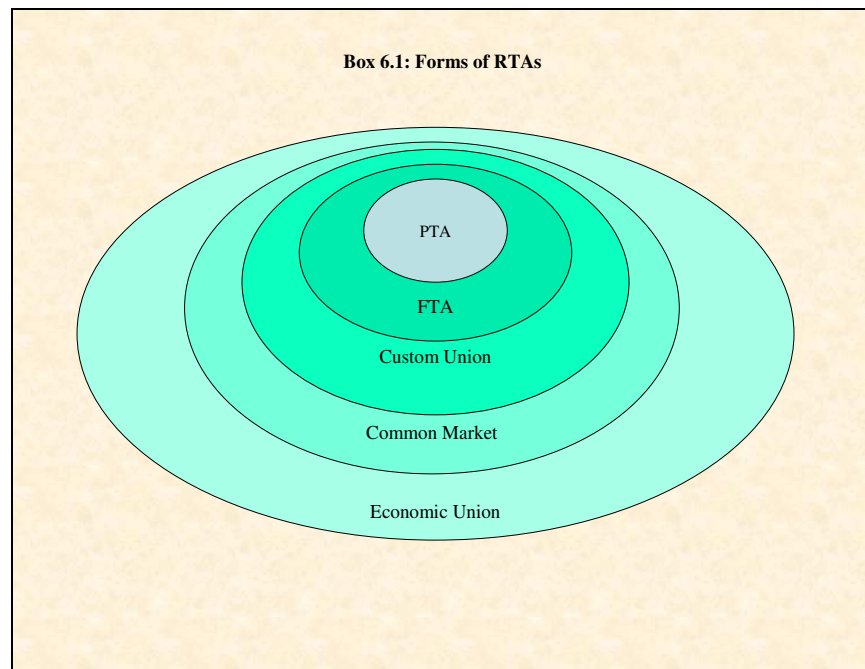 Box 6.1: Forms of RTAs
PTA
FTA
Custom Union
Common Market
Economic Union